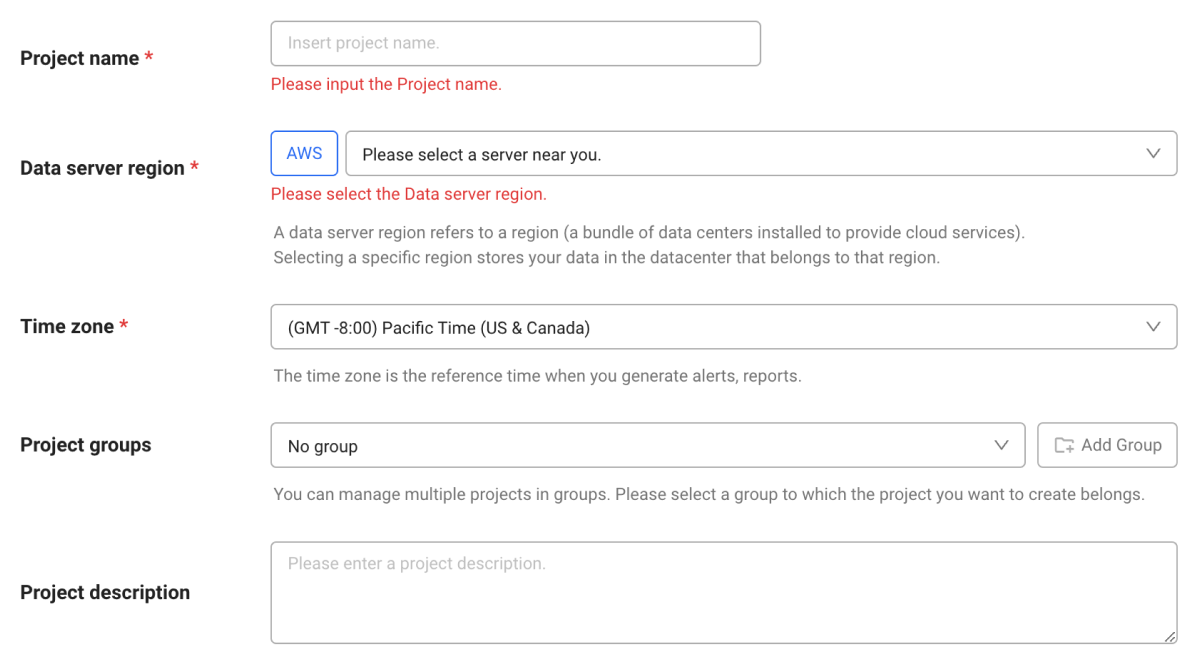 Project name *
Insert project name.
Please input the Project name.
Data server region *
AWS
Please select a server near you.
Please select the Data server region.
A data server region refers to a region (a bundle of data centers installed to provide cloud services).
Selecting a specific region stores your data in the datacenter that belongs to that region.
Time zone *
(GMT -8:00) Pacific Time (US & Canada)
The time zone is the reference time when you generate alerts, reports.
Project groups
No group
Add Group
You can manage multiple projects in groups. Please select a group to which the project you want to create belongs.
Project description
Please enter a project description.